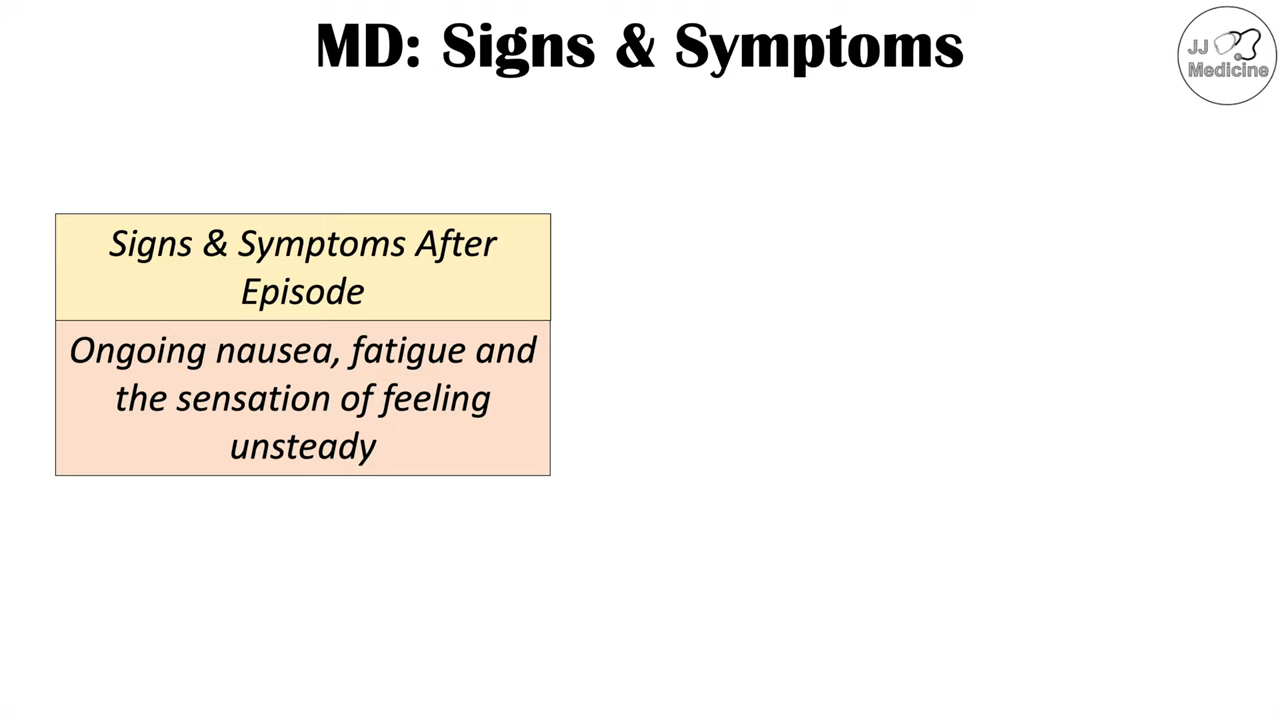 MD: Signs & Symptoms
JJ
Medicine
Signs & Symptoms After
Episode
Ongoing nausea, fatigue and
the sensation of feeling
unsteady